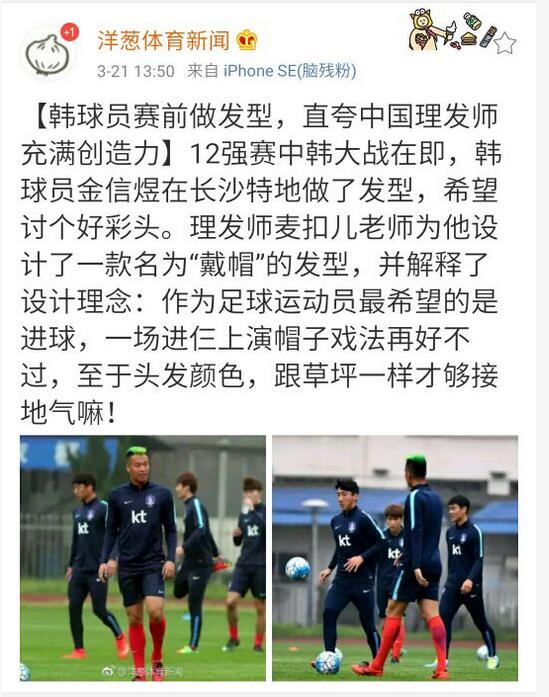 +1
洋葱体育新闻
3-21 13:50 来自 iPhone SE(脑残粉)
【韩球员赛前做发型，直夸中国理发师
充满创造力】12强赛中韩大战在即，韩
球员金信煜在长沙特地做了发型，希望
讨个好彩头。理发师麦扣儿老师为他设
计了一款名为“戴帽”的发型，并解释了
设计理念：作为足球运动员最希望的是
进球，一场进仨上演帽子戏法再好不
过，至于头发颜色，跟草坪一样才够接
地气嘛！
kt
kt
kt
kt
kt
kt
@洋葱体育新闻